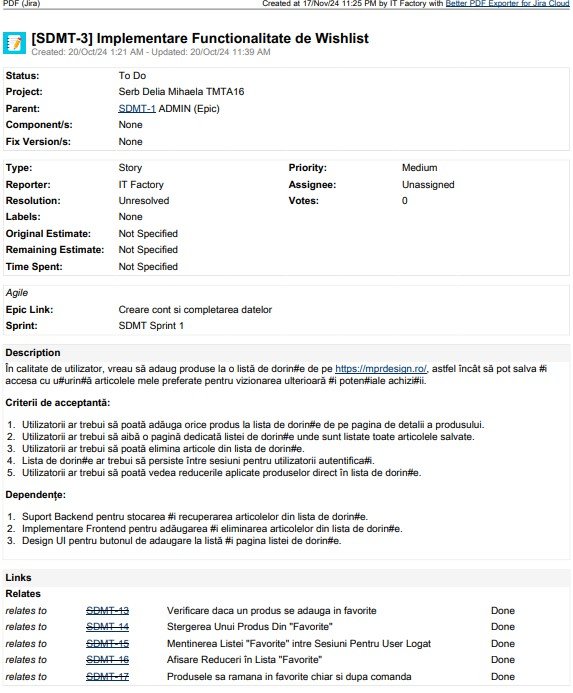 PDF (Jira) Created at 17/Nov/24 11:25 PM by IT Factory with Better PDF Exporter for Jira Cloud
[SDMT-3] Implementare Functionalitate de Wishlist
Created: 20/Oct/24 1:21 AM - Updated: 20/Oct/24 11:39 AM
Status: To Do
Project: Serb Delia Mihaela TMTA16
Parent: SDMT-1 ADMIN (Epic)
Component/s: None
Fix Version/s: None
Type: Story Priority: Medium
Reporter: IT Factory Assignee: Unassigned
Resolution: Unresolved Votes: 0
Labels: None
Original Estimate: Not Specified
Remaining Estimate: Not Specified
Time Spent: Not Specified
Agile
Epic Link: Creare cont si completarea datelor
Sprint: SDMT Sprint 1
Description
În calitate de utilizator, vreau să adaug produse la o listă de dorin#e de pe https://mprdesign.ro/, astfel încât să pot salva #i
accesa cu u#urin#ă articolele mele preferate pentru vizionarea ulterioară #i poten#iale achizi#ii.
Criterii de acceptanță:
1. Utilizatorii ar trebui să poată adăuga orice produs la lista de dorin#e de pe pagina de detalii a produsului.
2. Utilizatorii ar trebui să aibă o pagină dedicată listei de dorin#e unde sunt listate toate articolele salvate.
3. Utilizatorii ar trebui să poată elimina articole din lista de dorin#e.
4. Lista de dorin#e ar trebui să persiste între sesiuni pentru utilizatorii autentifica#i.
5. Utilizatorii ar trebui să poată vedea reducerile aplicate produselor direct în lista de dorin#e.
Dependențe:
1. Suport Backend pentru stocarea #i recuperarea articolelor din lista de dorin#e.
2. Implementare Frontend pentru adăugarea #i eliminarea articolelor din lista de dorin#e.
3. Design UI pentru butonul de adaugare la listă #i pagina listei de dorin#e.
Links
Relates
relates to SDMT-13 Verificare daca un produs se adauga in favorite Done
relates to SDMT-14 Stergerea Unui Produs Din "Favorite" Done
relates to SDMT-15 Mentinerea Listei "Favorite" intre Sesiuni Pentru User Logat Done
relates to SDMT-16 Afisare Reduceri în Lista "Favorite" Done
relates to SDMT-17 Produsele sa ramana in favorite chiar si dupa comanda Done